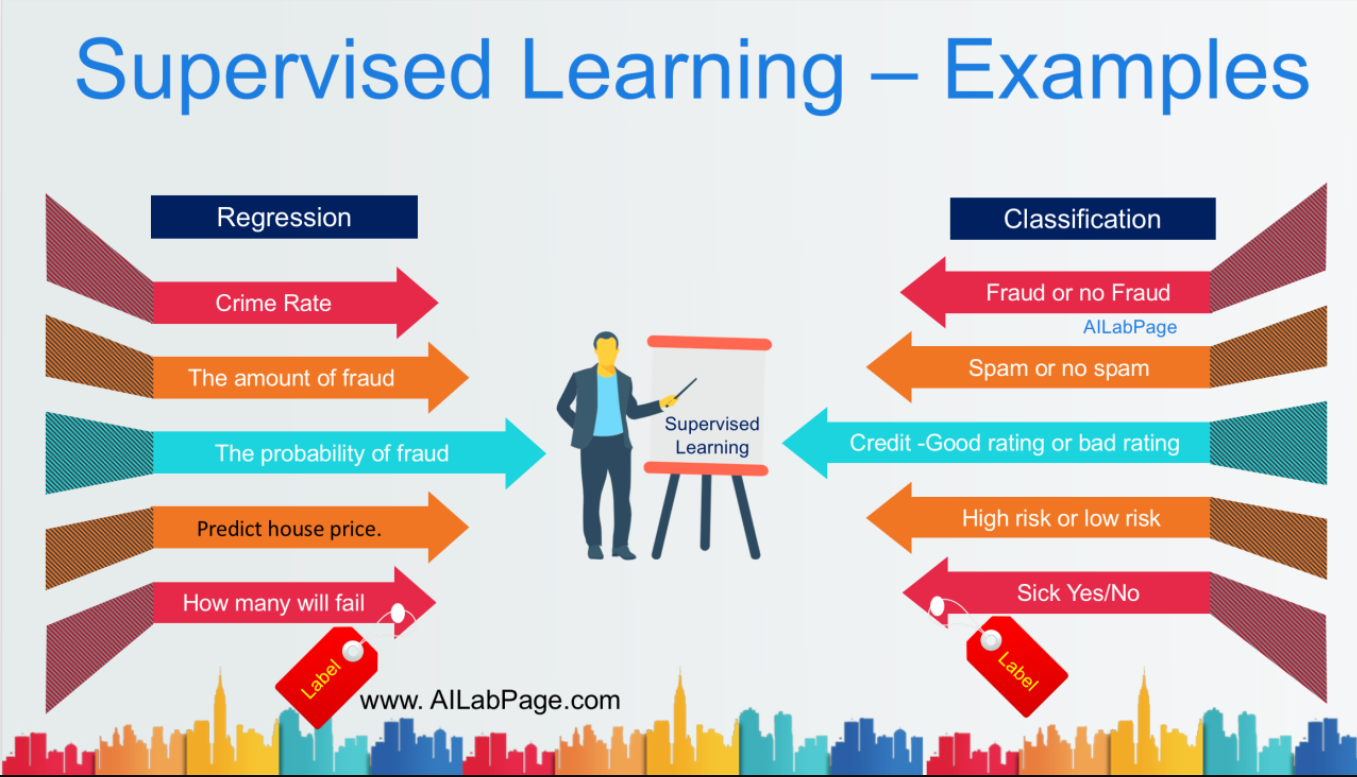 Supervised Learning – Examples
Regression
Crime Rate
The amount of fraud
The probability of fraud
Predict house price.
How many will fail
Label
www. AILabPage.com
Supervised
Learning
Classification
Fraud or no Fraud
AILabPage
Spam or no spam
Credit -Good rating or bad rating
High risk or low risk
Sick Yes/No
Label